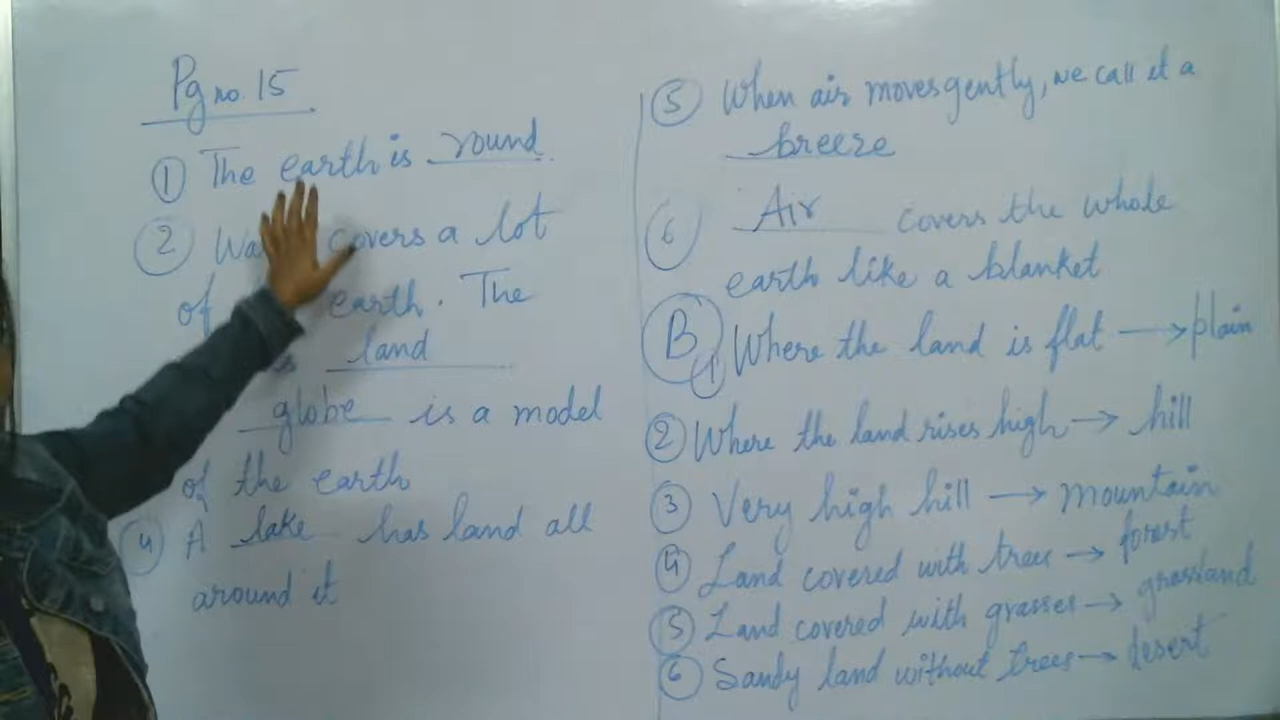 Pg no. 15
① The earth is round.
② covers a lot
of earth. The
land
globe is a model
of the earth
④ A lake has land all
around it
⑤ When air moves gently, we call it a
breeze
⑥ Air covers the whole
earth like a blanket
Ⓑ ① Where the land is flat → plain
② Where the land rises high → hill
③ Very high hill → mountain
④ Land covered with trees → forest
⑤ Land covered with grasses → grassland
⑥ Sandy land without trees → desert